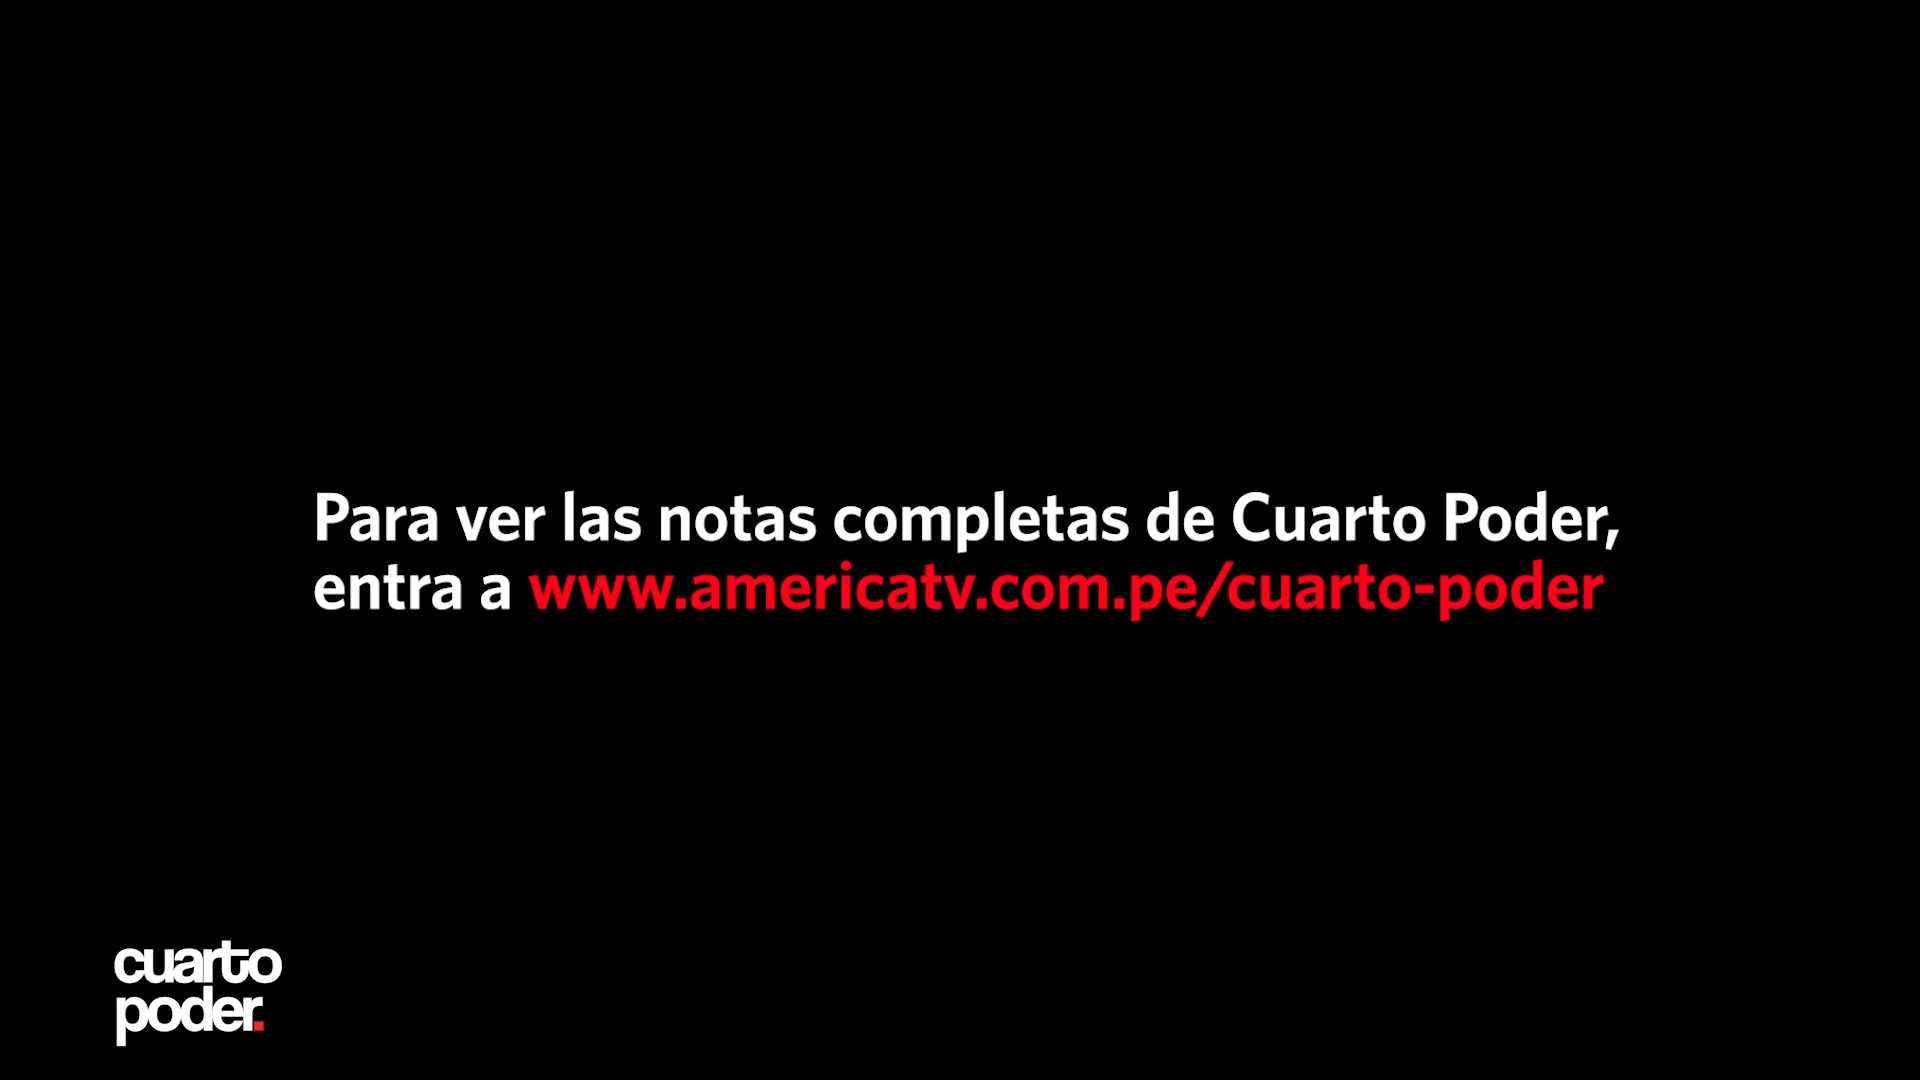 Para ver las notas completas de Cuarto Poder,
entra a www.americatv.com.pe/cuarto-poder
cuarto
poder.